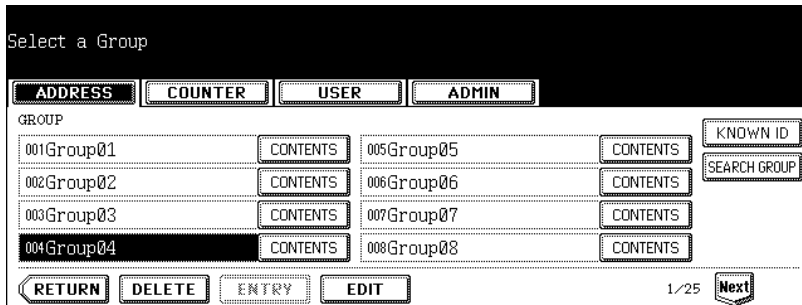 Select a Group
ADDRESS COUNTER USER ADMIN
GROUP
001Group01 CONTENTS 005Group05 CONTENTS KNOWN ID
002Group02 CONTENTS 006Group06 CONTENTS SEARCH GROUP
003Group03 CONTENTS 007Group07 CONTENTS
004Group04 CONTENTS 008Group08 CONTENTS
RETURN DELETE ENTRY EDIT 1/25 Next